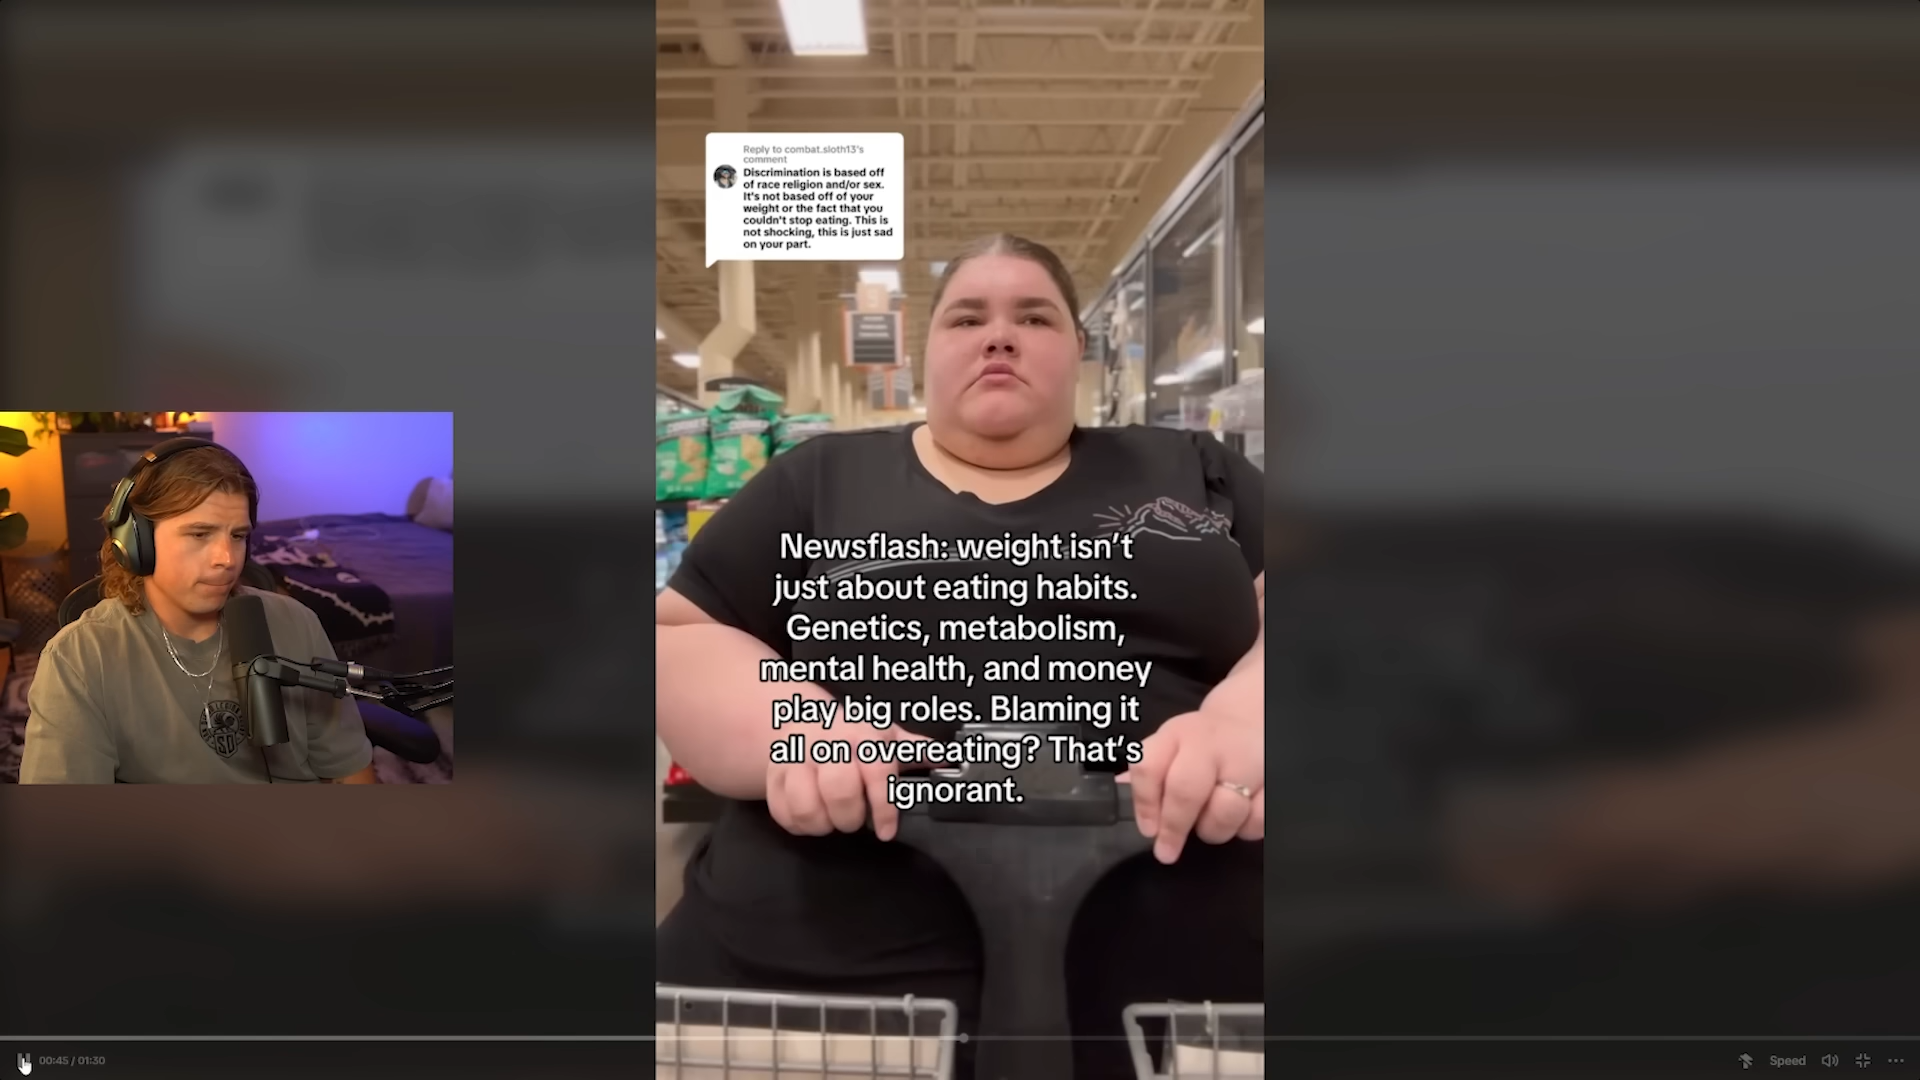 Reply to combat.sloth13's
comment
Discrimination is based off
of race religion and/or sex.
It's not based off of your
weight or the fact that you
couldn't stop eating. This is
not shocking, this is just sad
on your part.
Newsflash: weight isn't
just about eating habits.
Genetics, metabolism,
mental health, and money
play big roles. Blaming it
all on overeating? That's
ignorant.
SD
00:45 / 01:30
Speed